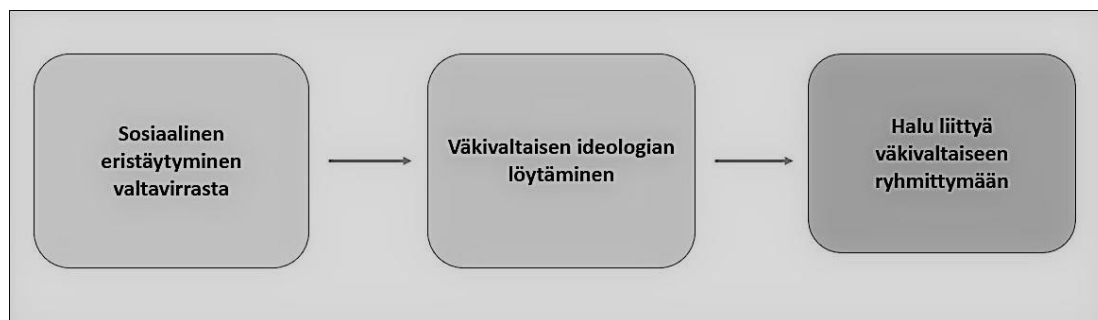 Sosiaalinen
eristäytyminen
valtavirrasta
Väkivaltaisen ideologian
löytäminen
Halu liittyä
väkivaltaiseen
ryhmittymään